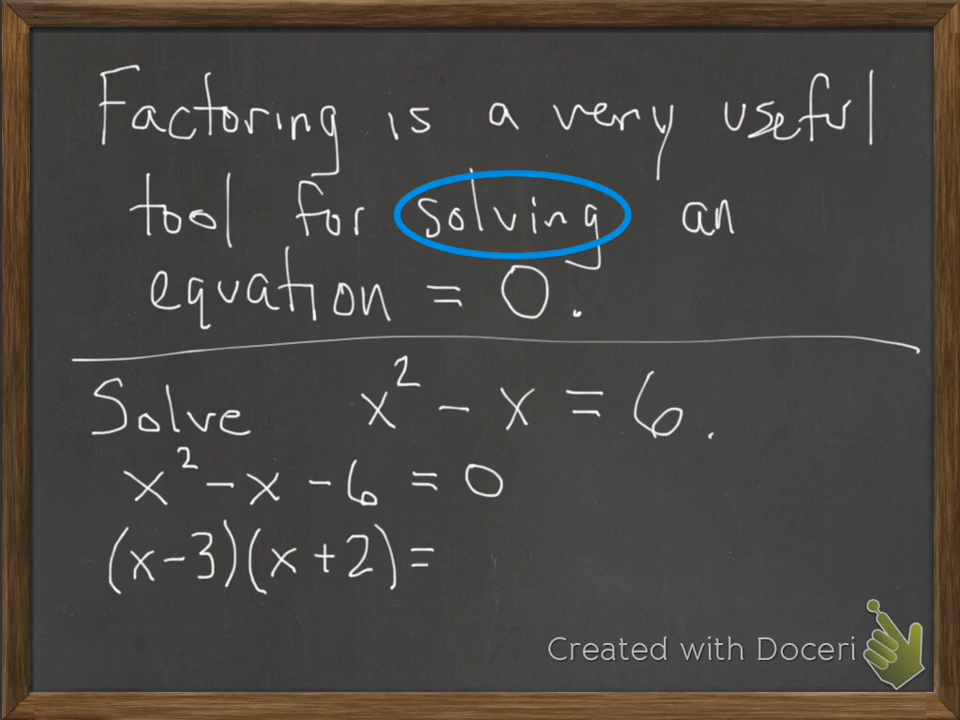 Factoring is a very useful
tool for solving an
equation = 0.
Solve x² - x = 6.
x² - x - 6 = 0
(x-3)(x+2)=
Created with Doceri